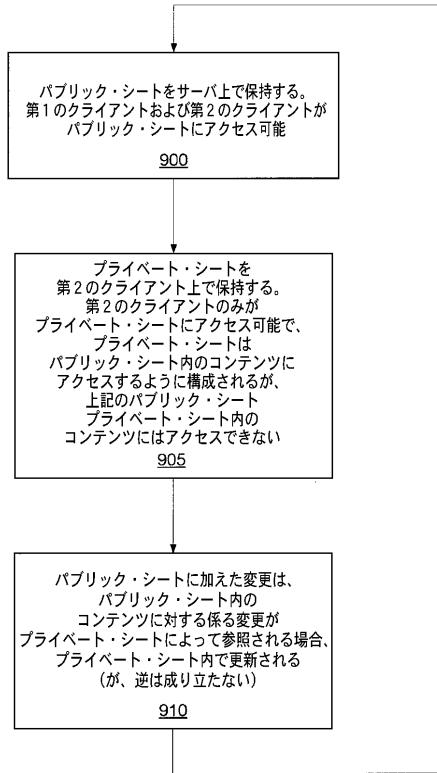 パブリック・シートをサーバ上で保持する。
第1のクライアントおよび第2のクライアントが
パブリック・シートにアクセス可能
900
プライベート・シートを
第2のクライアント上で保持する。
第2のクライアントのみが
プライベート・シートにアクセス可能で、
プライベート・シートは
パブリック・シート内のコンテンツに
アクセスするように構成されるが、
上記のパブリック・シート
プライベート・シート内の
コンテンツにはアクセスできない
905
パブリック・シートに加えた変更は、
パブリック・シート内の
コンテンツに対する係る変更が
プライベート・シートによって参照される場合、
プライベート・シート内で更新される
(が、逆は成り立たない)
910